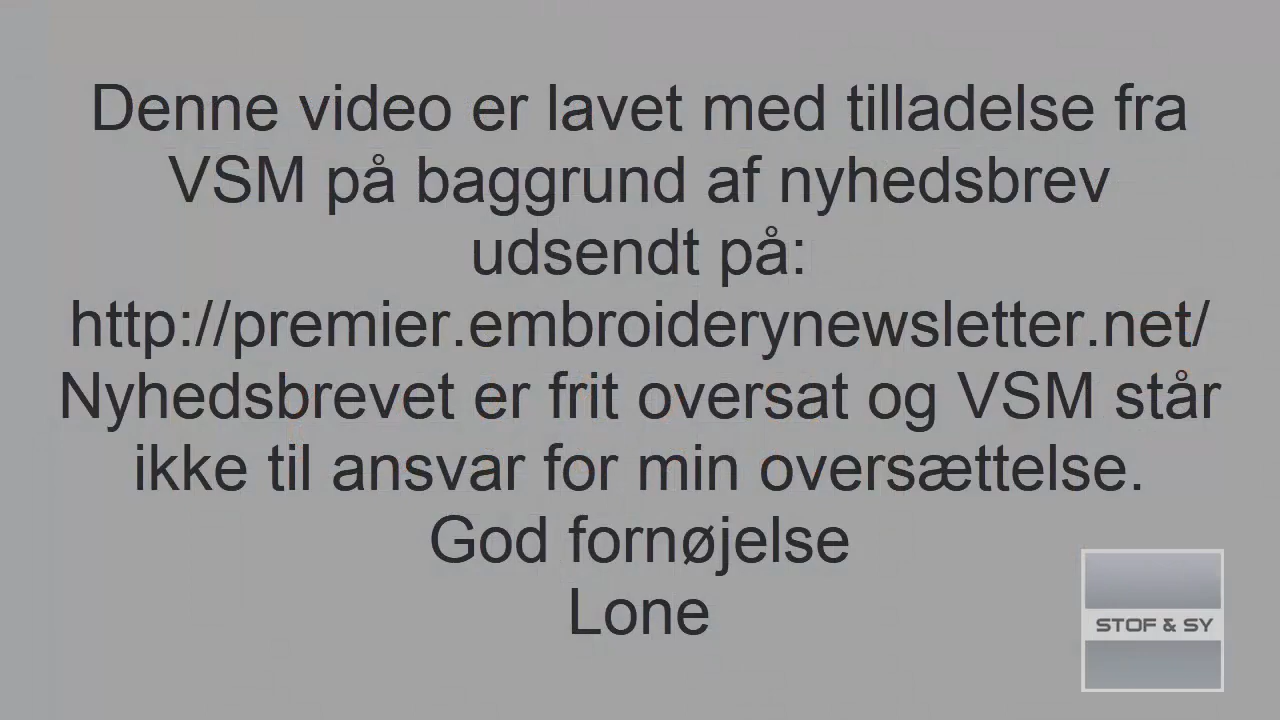 Denne video er lavet med tilladelse fra
VSM på baggrund af nyhedsbrev
udsendt på:
http://premier.embroiderynewsletter.net/
Nyhedsbrevet er frit oversat og VSM står
ikke til ansvar for min oversættelse.
God fornøjelse
Lone
STOF & SY